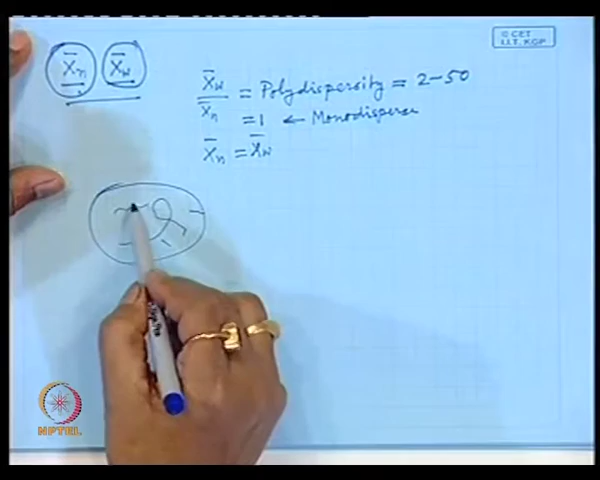 © CET
I.I.T. KGP
X̄n X̄w
X̄w / X̄n = Polydispersity = 2-50
= 1 ← Monodisperse
X̄n = X̄w
NPTEL